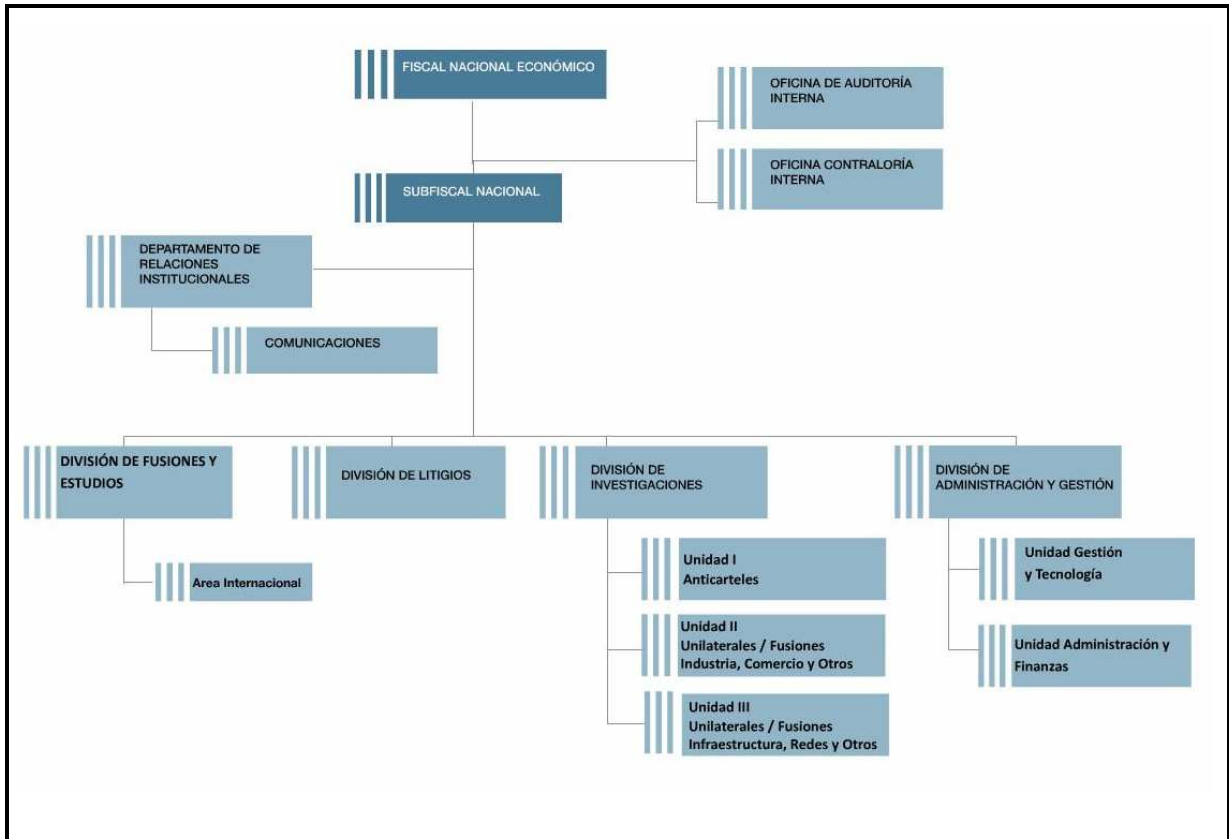 FISCAL NACIONAL ECONÓMICO
OFICINA DE AUDITORÍA
INTERNA
OFICINA CONTRALORÍA
INTERNA
SUBFISCAL NACIONAL
DEPARTAMENTO DE
RELACIONES
INSTITUCIONALES
COMUNICACIONES
DIVISIÓN DE FUSIONES Y
ESTUDIOS
Area Internacional
DIVISIÓN DE LITIGIOS
DIVISIÓN DE
INVESTIGACIONES
Unidad I
Anticarteles
Unidad II
Unilaterales / Fusiones
Industria, Comercio y Otros
Unidad III
Unilaterales / Fusiones
Infraestructura, Redes y Otros
DIVISIÓN DE
ADMINISTRACIÓN Y GESTIÓN
Unidad Gestión
y Tecnología
Unidad Administración y
Finanzas